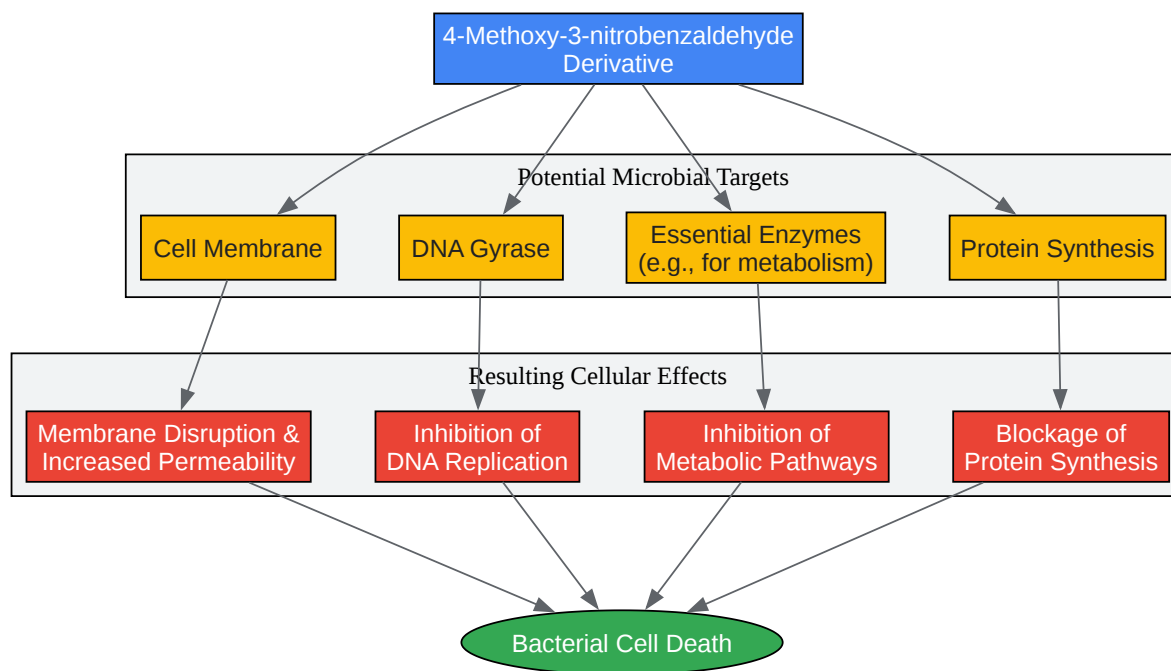 4-Methoxy-3-nitrobenzaldehyde
Derivative
Potential Microbial Targets
Cell Membrane
DNA Gyrase
Essential Enzymes
(e.g., for metabolism)
Protein Synthesis
Resulting Cellular Effects
Membrane Disruption &
Increased Permeability
Inhibition of
DNA Replication
Inhibition of
Metabolic Pathways
Blockage of
Protein Synthesis
Bacterial Cell Death